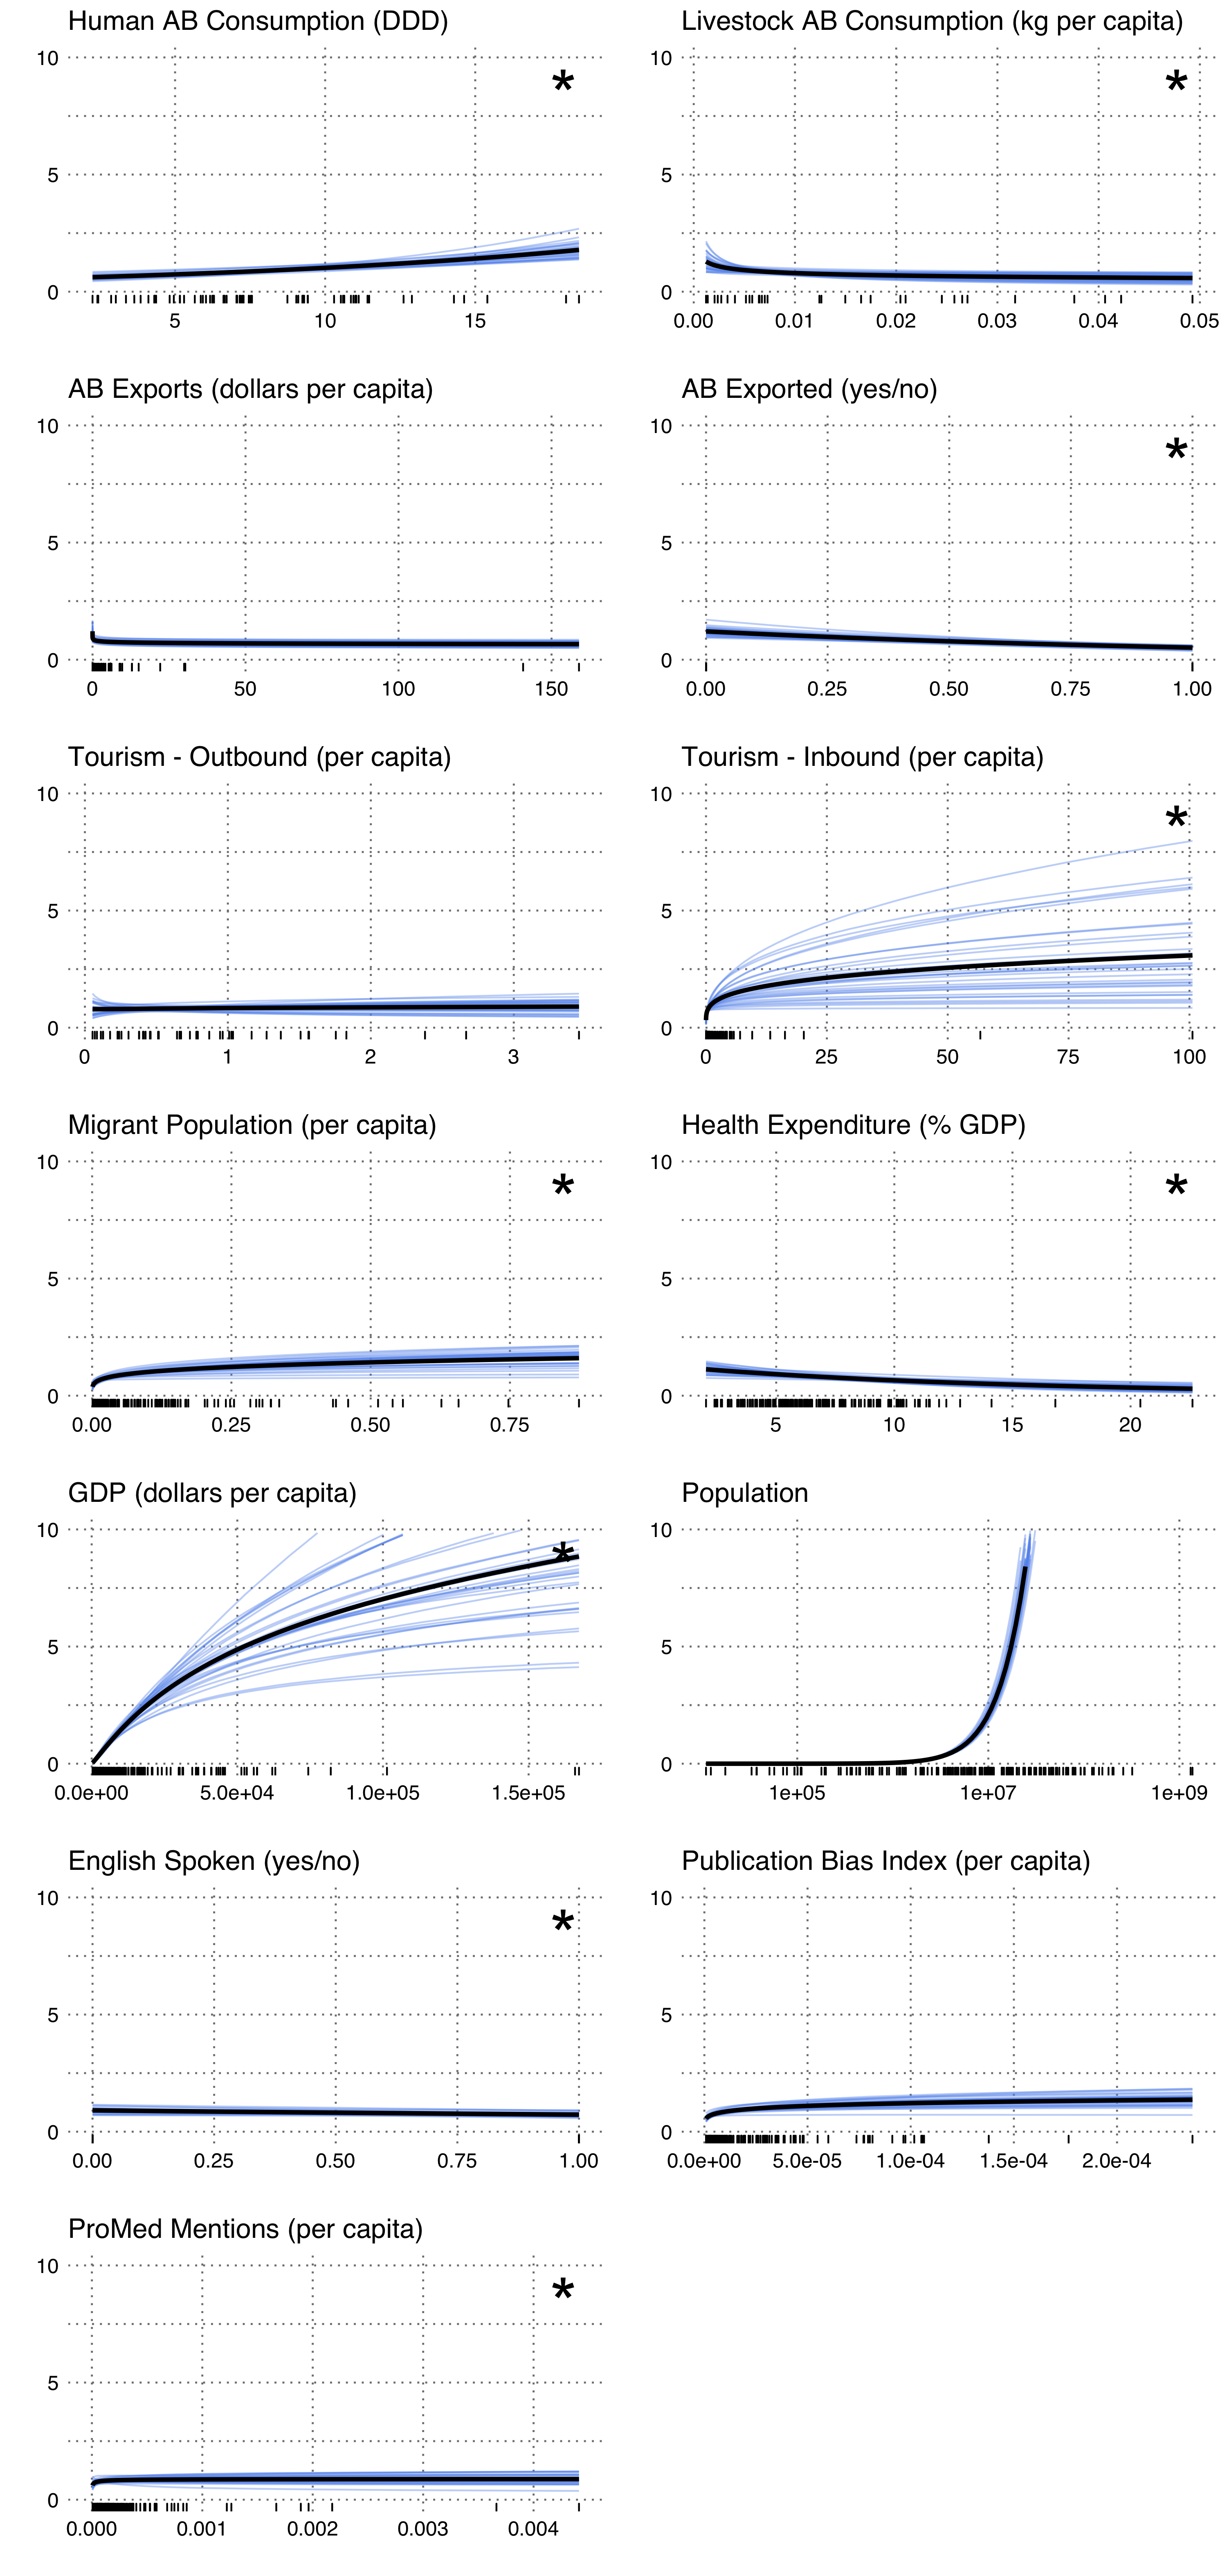 Human AB Consumption (DDD)
10
5
0
5 10 15
*
Livestock AB Consumption (kg per capita)
10
5
0
0.00 0.01 0.02 0.03 0.04 0.05
*
AB Exports (dollars per capita)
10
5
0
0 50 100 150
AB Exported (yes/no)
10
5
0
0.00 0.25 0.50 0.75 1.00
*
Tourism - Outbound (per capita)
10
5
0
0 1 2 3
Tourism - Inbound (per capita)
10
5
0
0 25 50 75 100
*
Migrant Population (per capita)
10
5
0
0.00 0.25 0.50 0.75
*
Health Expenditure (% GDP)
10
5
0
5 10 15 20
*
GDP (dollars per capita)
10
5
0
0.0e+00 5.0e+04 1.0e+05 1.5e+05
*
Population
10
5
0
1e+05 1e+07 1e+09
English Spoken (yes/no)
10
5
0
0.00 0.25 0.50 0.75 1.00
*
Publication Bias Index (per capita)
10
5
0
0.0e+00 5.0e-05 1.0e-04 1.5e-04 2.0e-04
ProMed Mentions (per capita)
10
5
0
0.000 0.001 0.002 0.003 0.004
*